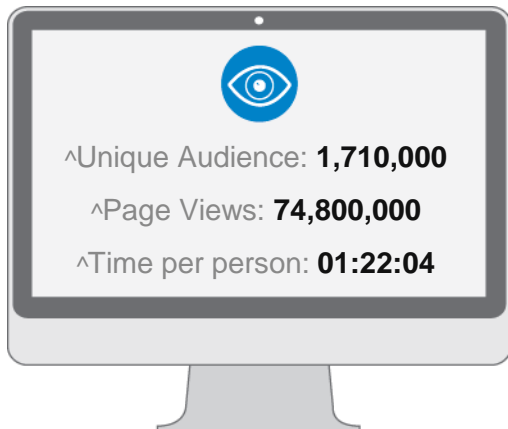 ^Unique Audience: 1,710,000
^Page Views: 74,800,000
^Time per person: 01:22:04